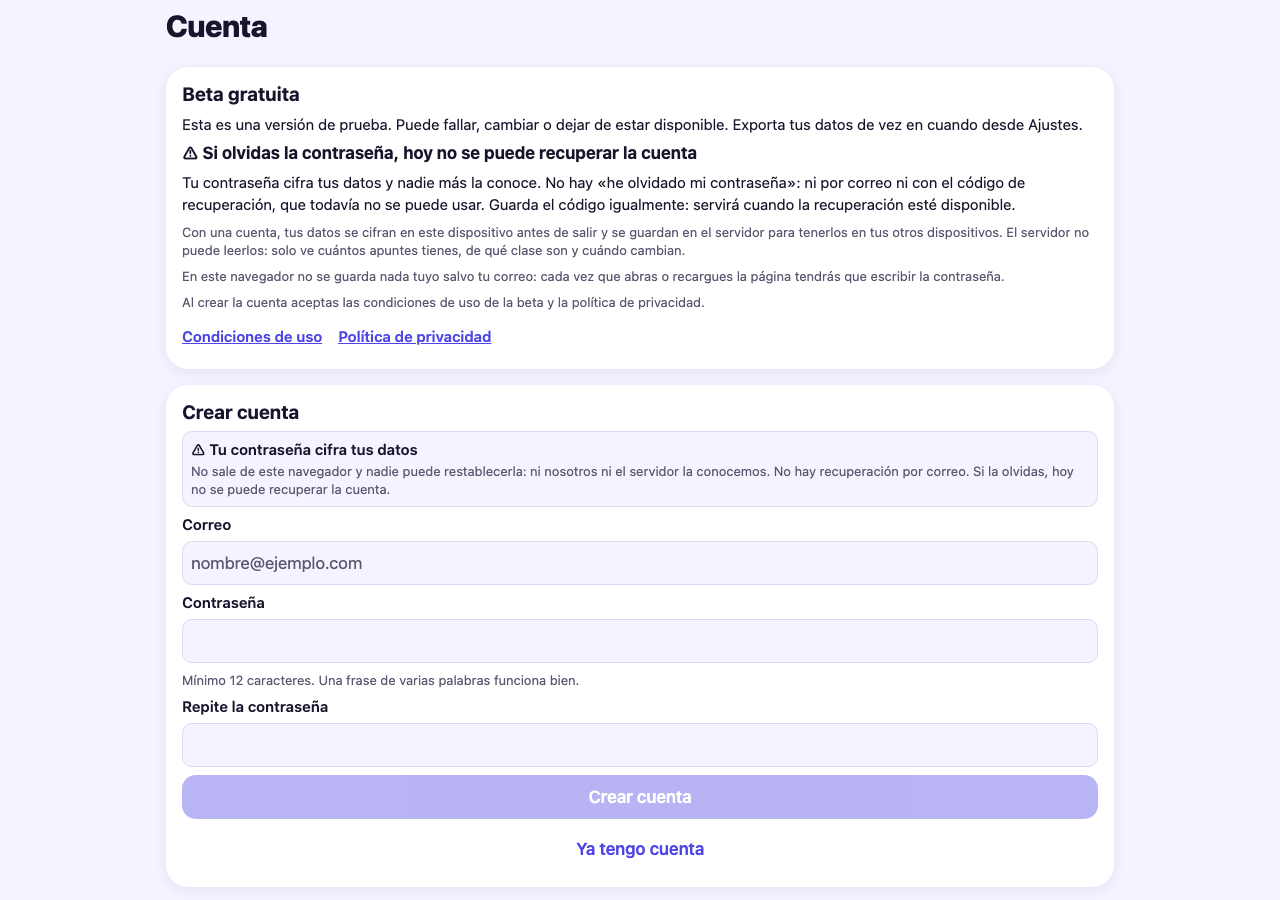 Cuenta
Beta gratuita
Esta es una versión de prueba. Puede fallar, cambiar o dejar de estar disponible. Exporta tus datos de vez en cuando desde Ajustes.
⚠ Si olvidas la contraseña, hoy no se puede recuperar la cuenta
Tu contraseña cifra tus datos y nadie más la conoce. No hay «he olvidado mi contraseña»: ni por correo ni con el código de
recuperación, que todavía no se puede usar. Guarda el código igualmente: servirá cuando la recuperación esté disponible.
Con una cuenta, tus datos se cifran en este dispositivo antes de salir y se guardan en el servidor para tenerlos en tus otros dispositivos. El servidor no
puede leerlos: solo ve cuántos apuntes tienes, de qué clase son y cuándo cambian.
En este navegador no se guarda nada tuyo salvo tu correo: cada vez que abras o recargues la página tendrás que escribir la contraseña.
Al crear la cuenta aceptas las condiciones de uso de la beta y la política de privacidad.
Condiciones de uso Política de privacidad
Crear cuenta
⚠ Tu contraseña cifra tus datos
No sale de este navegador y nadie puede restablecerla: ni nosotros ni el servidor la conocemos. No hay recuperación por correo. Si la olvidas, hoy
no se puede recuperar la cuenta.
Correo
nombre@ejemplo.com
Contraseña
Mínimo 12 caracteres. Una frase de varias palabras funciona bien.
Repite la contraseña
Crear cuenta
Ya tengo cuenta